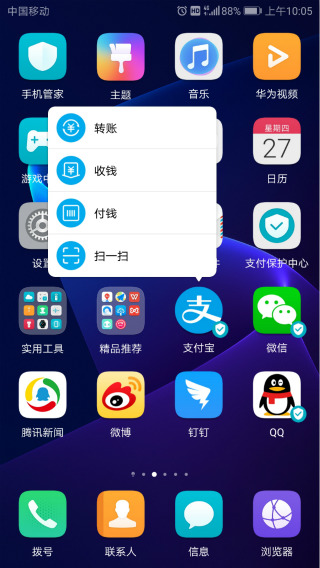 中国移动 HD 4G 88% 上午10:05
手机管家 主题 音乐 华为视频
转账
收钱
付钱
扫一扫
星期四
27
游戏中 日历
设置 件 支付保护中心
支
实用工具 精品推荐 支付宝 微信
腾讯新闻 微博 钉钉 QQ
拨号 联系人 信息 浏览器